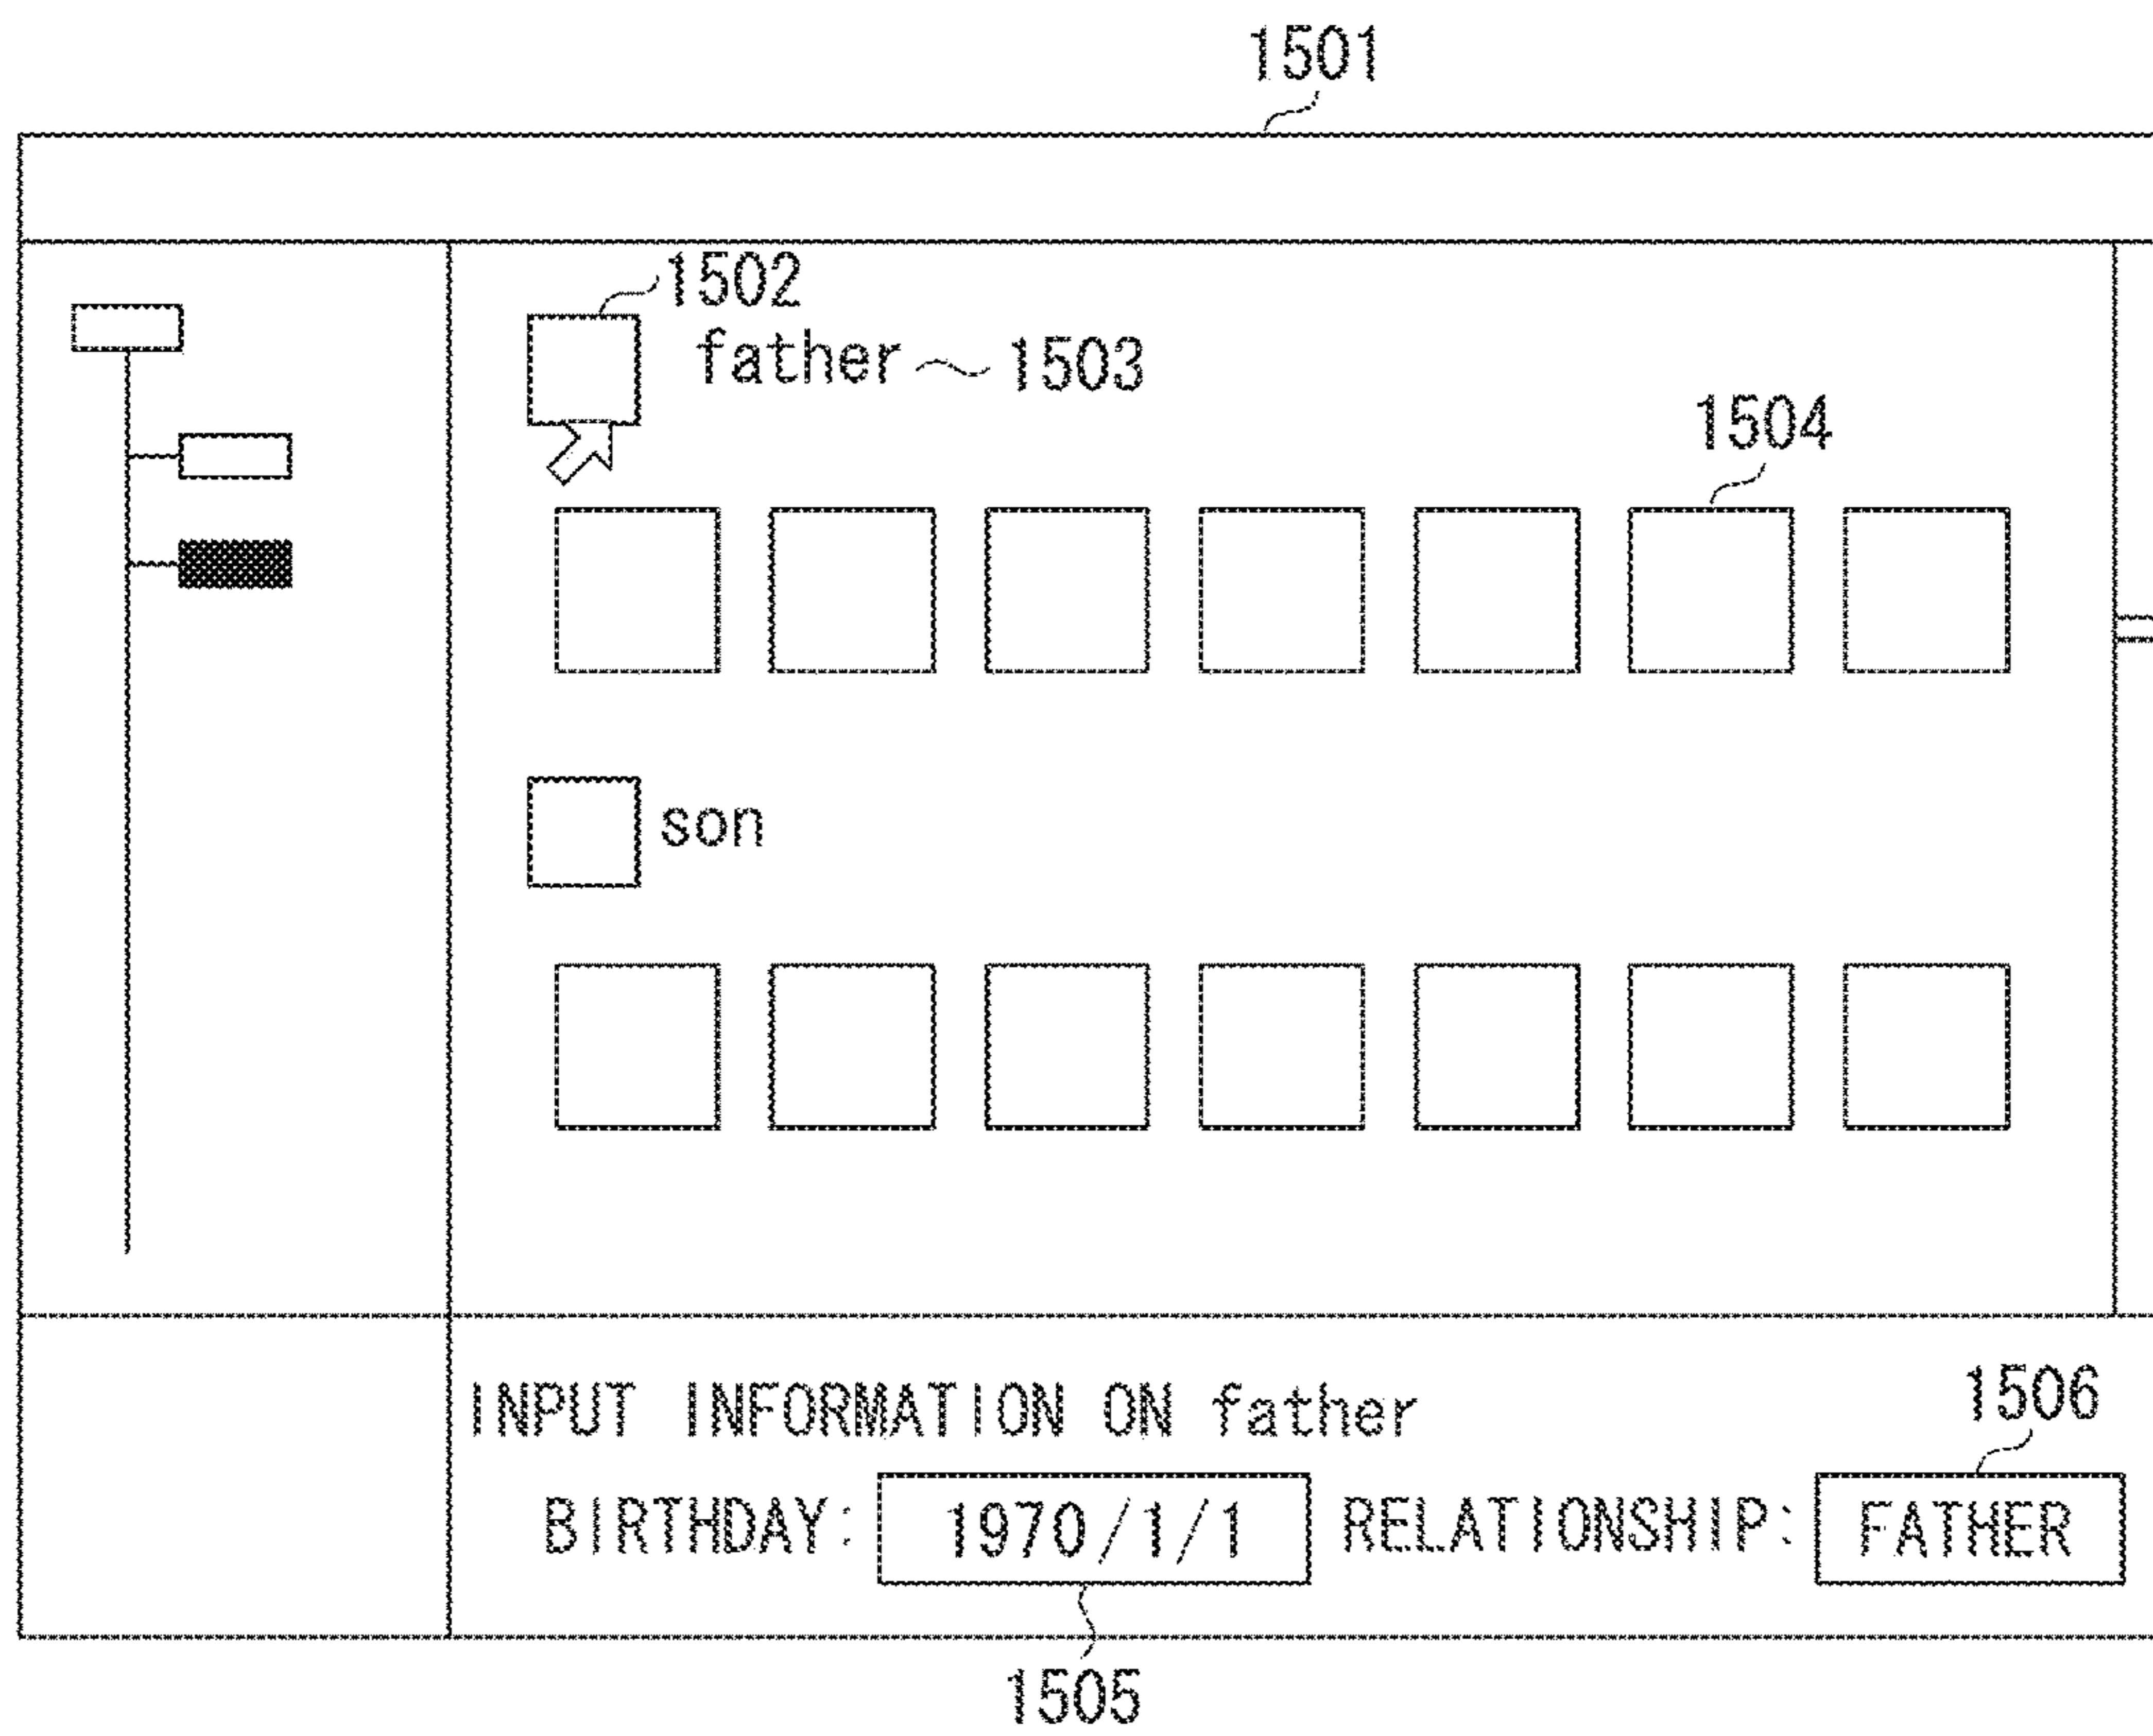 1501
1502
father 1503
1504
son
INPUT INFORMATION ON father
1506
BIRTHDAY: 1970/1/1 RELATIONSHIP: FATHER
1505